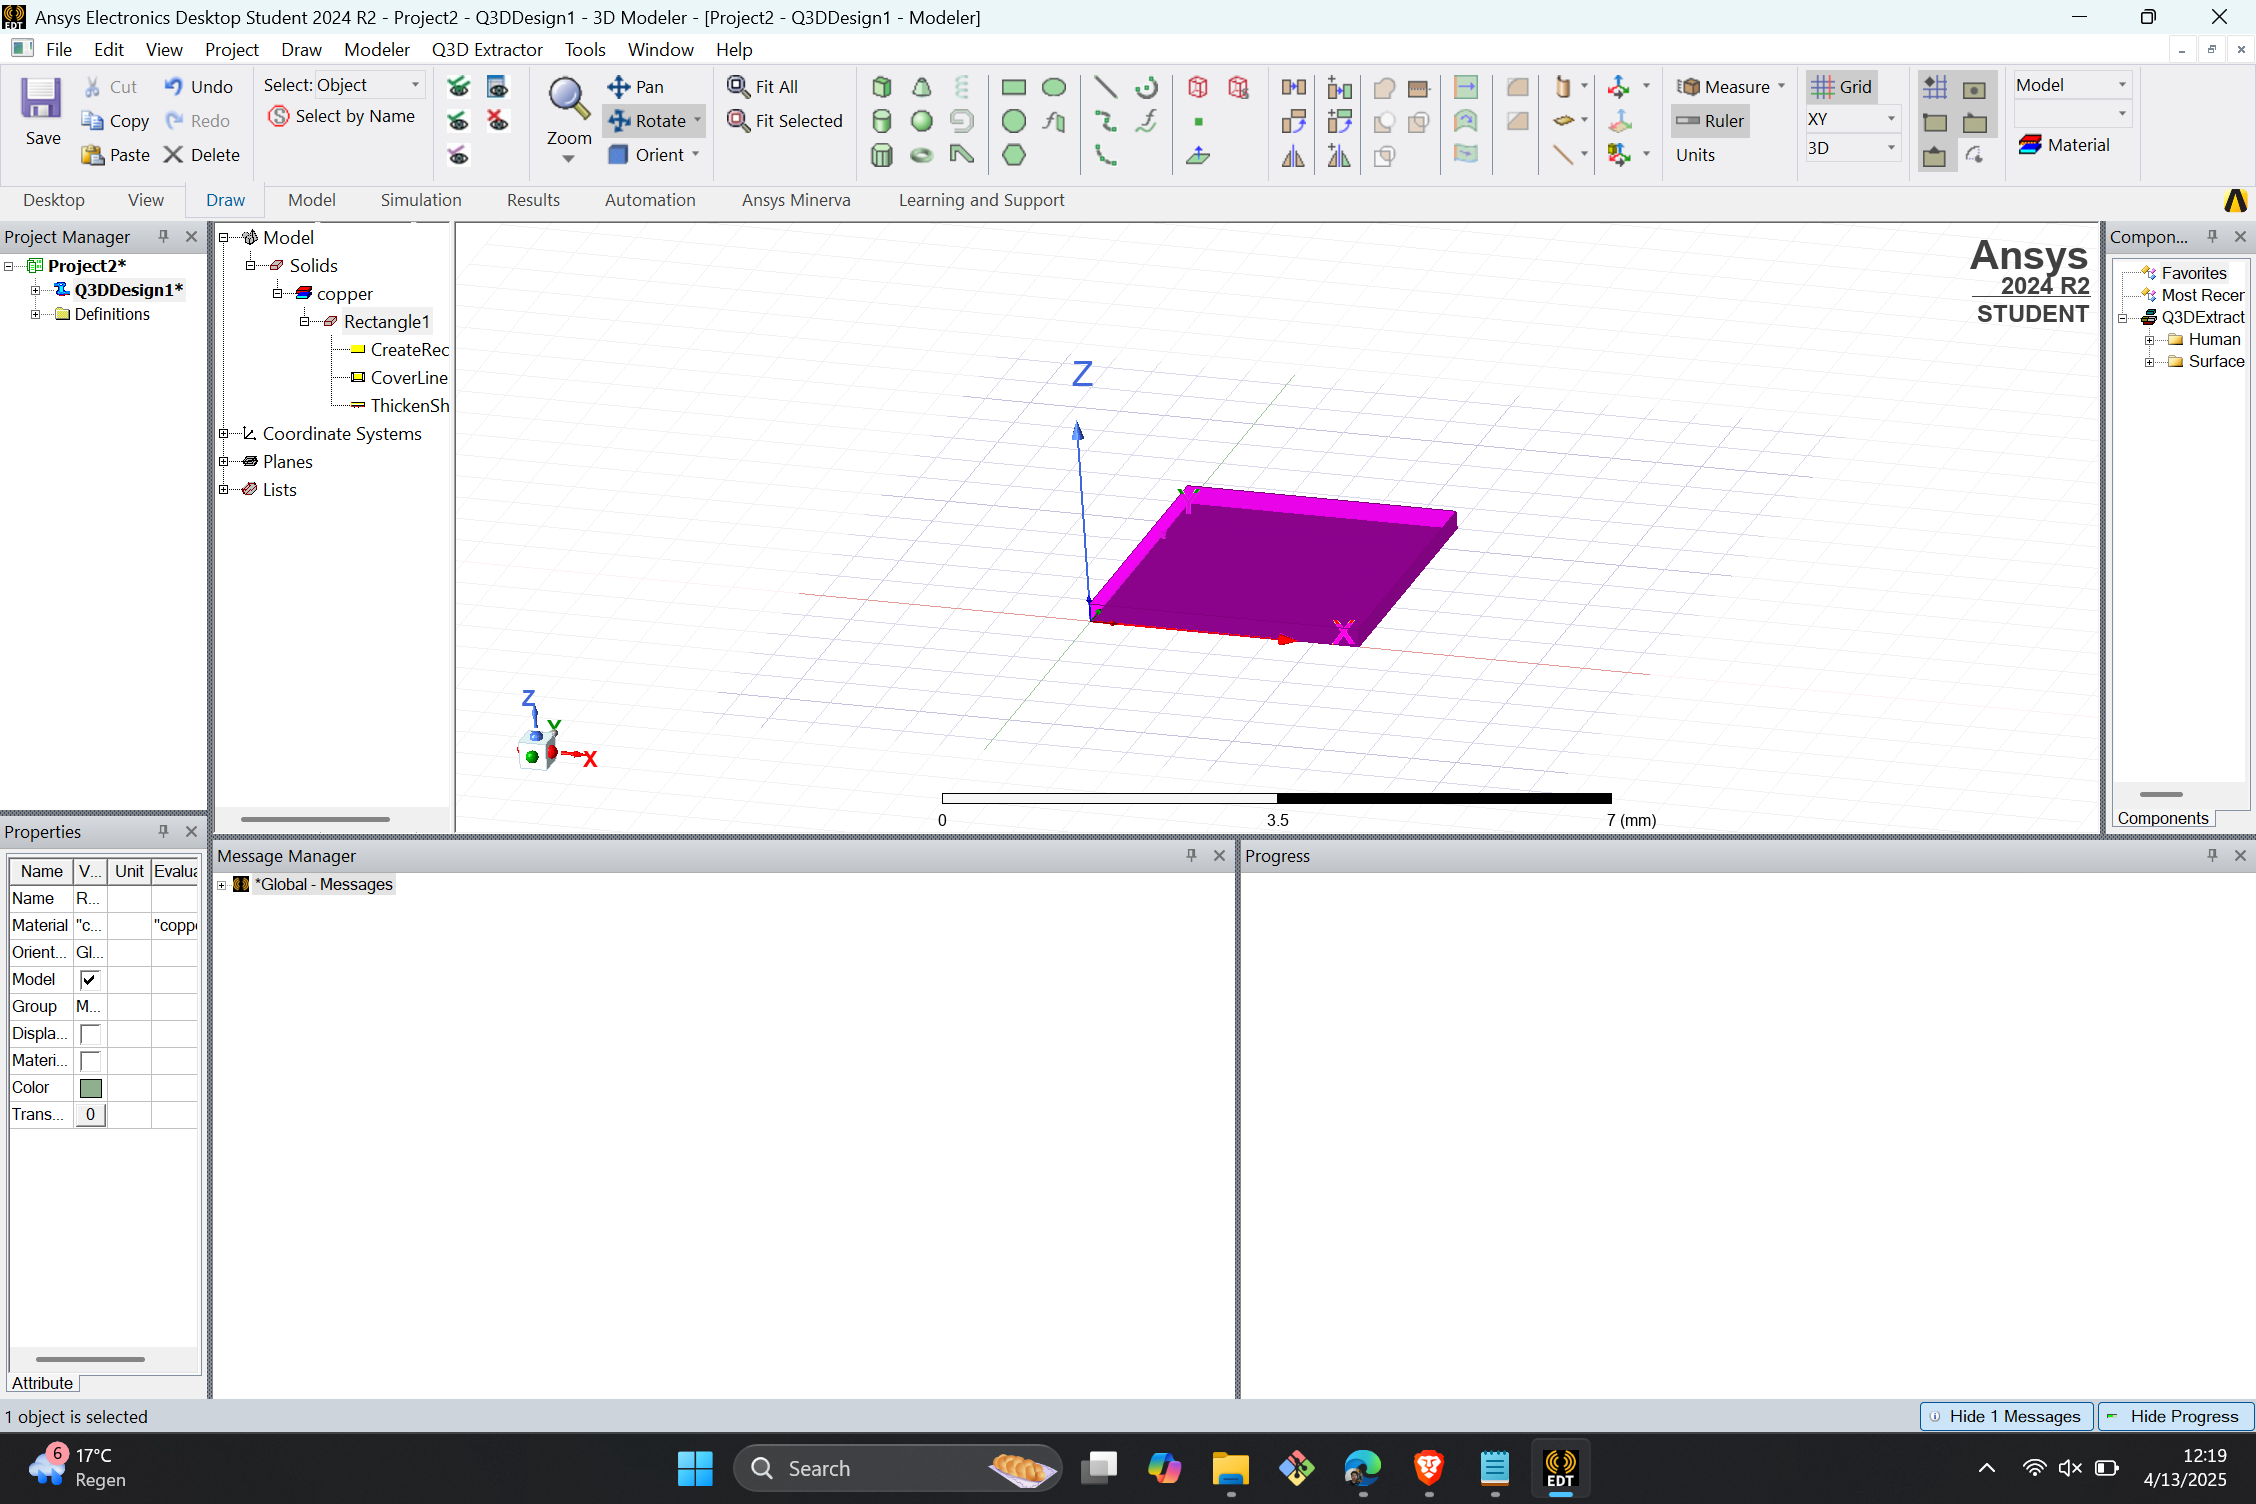 Ansys Electronics Desktop Student 2024 R2 - Project2 - Q3DDesign1 - 3D Modeler - [Project2 - Q3DDesign1 - Modeler]
File Edit View Project Draw Modeler Q3D Extractor Tools Window Help
Save
Cut
Copy
Paste
Undo
Redo
Delete
Select: Object
Select by Name
Zoom
Pan
Rotate
Orient
Fit All
Fit Selected
Measure
Ruler
Units
Grid
XY
3D
Model
Material
Desktop View Draw Model Simulation Results Automation Ansys Minerva Learning and Support
Project Manager
Project2*
Q3DDesign1*
Definitions
Model
Solids
copper
Rectangle1
CreateRec
CoverLine
ThickenSh
Coordinate Systems
Planes
Lists
Z
Y
X
Z
Y
X
0 3.5 7 (mm)
Ansys
2024 R2
STUDENT
Compon...
Favorites
Most Recer
Q3DExtract
Human
Surface
Components
Properties
Name V... Unit Evalua
Name R...
Material "c... "coppe
Orient... Gl...
Model
Group M...
Displa...
Materi...
Color
Trans... 0
Attribute
Message Manager
*Global - Messages
Progress
1 object is selected
Hide 1 Messages
Hide Progress
6
17°C
Regen
Search
EDT
12:19
4/13/2025